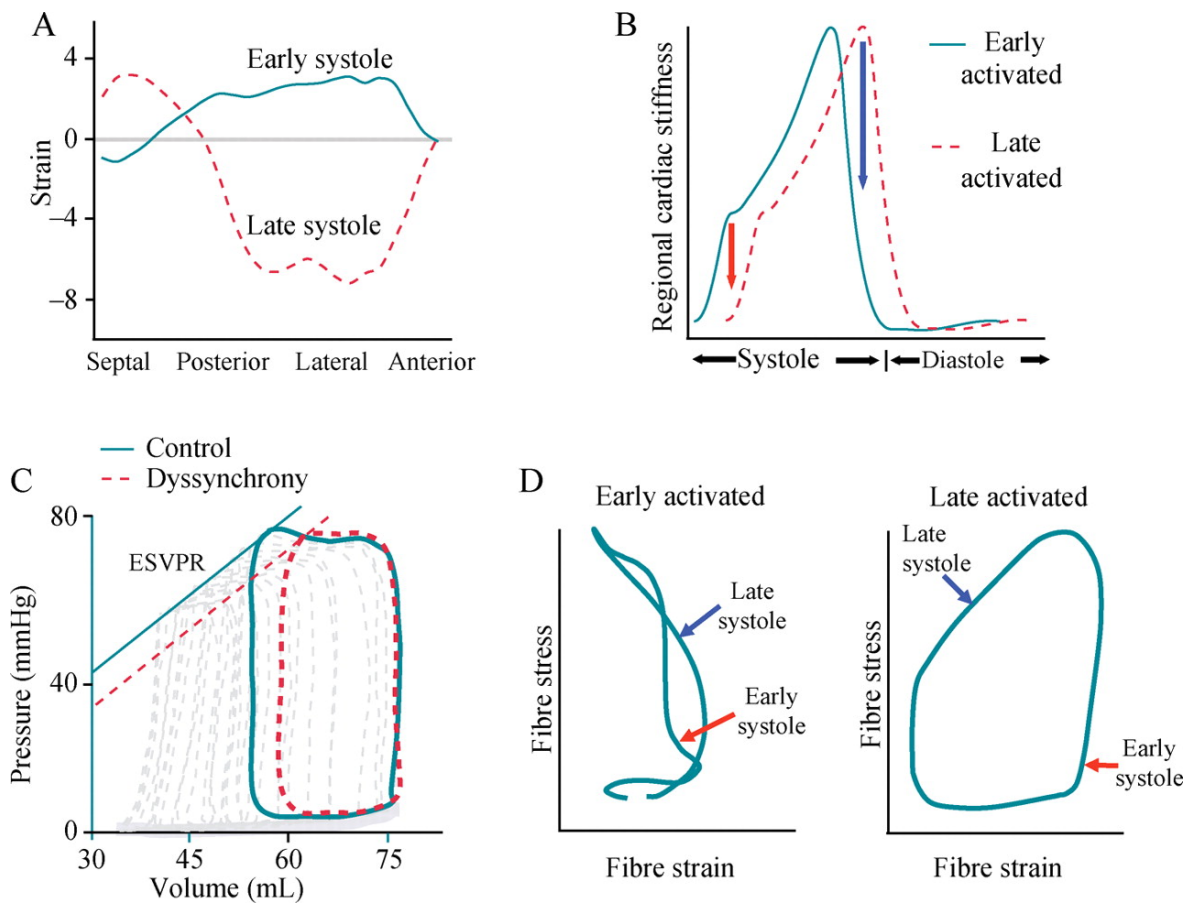 A
4
0
−4
−8
Strain
Early systole
Late systole
Septal
Posterior
Lateral
Anterior
B
Regional cardiac stiffness
Early
activated
Late
activated
Systole
Diastole
C
Control
Dyssynchrony
80
40
0
Pressure (mmHg)
ESVPR
30
45
60
75
Volume (mL)
D
Early activated
Fibre stress
Late
systole
Early
systole
Fibre strain
Late activated
Fibre stress
Late
systole
Early
systole
Fibre strain